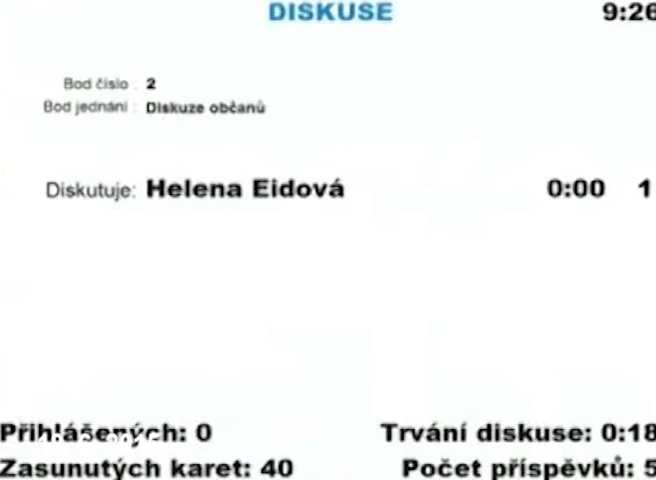 DISKUSE 9:26
Bod číslo : 2
Bod jednání : Diskuze občanů
Diskutuje: Helena Eidová 0:00 1
Přihlášených: 0 Trvání diskuse: 0:18
Zasunutých karet: 40 Počet příspěvků: 5